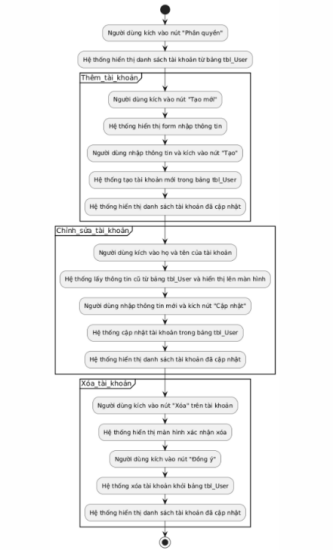 Người dùng kích vào nút "Phân quyền"
Hệ thống hiển thị danh sách tài khoản từ bảng tbl_User
Thêm_tài_khoản
Người dùng kích vào nút "Tạo mới"
Hệ thống hiển thị form nhập thông tin
Người dùng nhập thông tin và kích vào nút "Tạo"
Hệ thống tạo tài khoản mới trong bảng tbl_User
Hệ thống hiển thị danh sách tài khoản đã cập nhật
Chỉnh_sửa_tài_khoản
Người dùng kích vào họ và tên của tài khoản
Hệ thống lấy thông tin cũ từ bảng tbl_User và hiển thị lên màn hình
Người dùng nhập thông tin mới và kích nút "Cập nhật"
Hệ thống cập nhật tài khoản trong bảng tbl_User
Hệ thống hiển thị danh sách tài khoản đã cập nhật
Xóa_tài_khoản
Người dùng kích vào nút "Xóa" trên tài khoản
Hệ thống hiển thị màn hình xác nhận xóa
Người dùng kích vào nút "Đồng ý"
Hệ thống xóa tài khoản khỏi bảng tbl_User
Hệ thống hiển thị danh sách tài khoản đã cập nhật